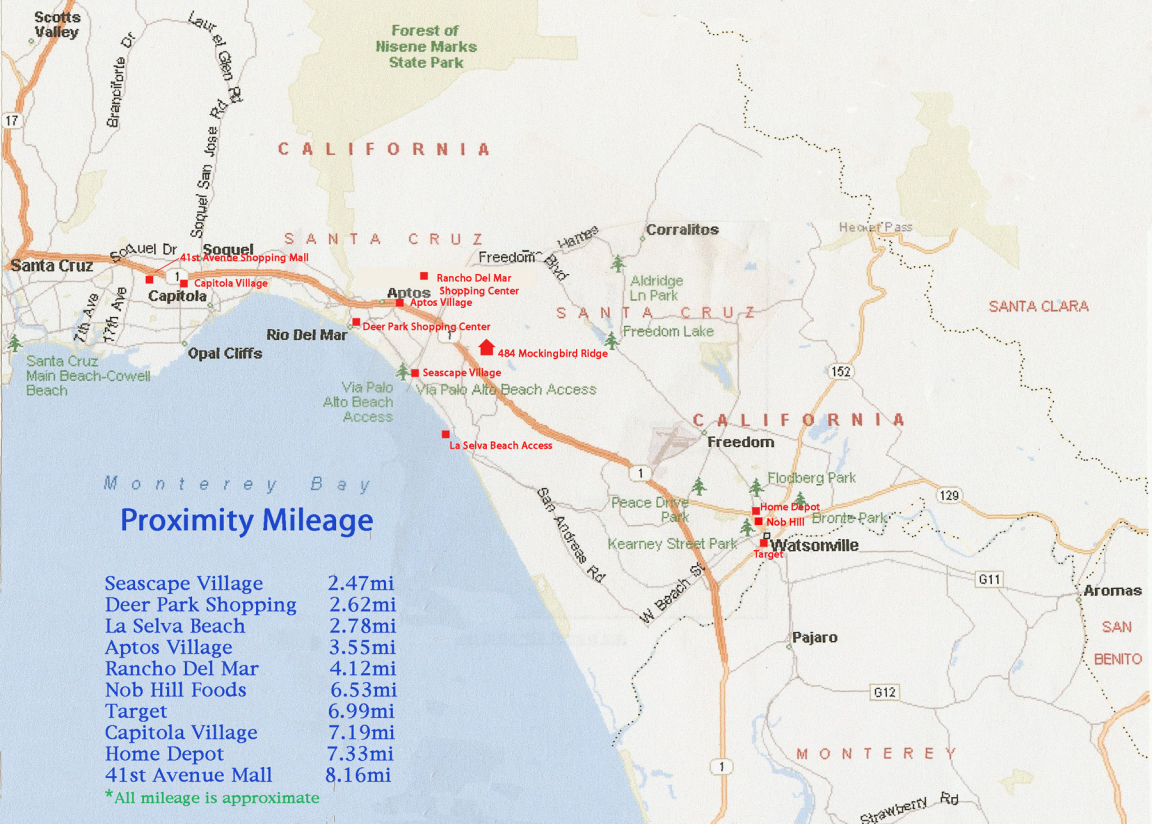 Scotts
Valley
Branciforte Dr
Laurel Glen Rd
Forest of
Nisene Marks
State Park
17
Soquel San Jose Rd
CALIFORNIA
SANTA CRUZ
Soquel Dr
Soquel
41st Avenue Shopping Mall
Santa Cruz
1
Capitola Village
Capitola
7th Ave
17th Ave
Opal Cliffs
Santa Cruz
Main Beach-Cowell
Beach
Freedom
Blvd
Hames
Corralitos
Hecker Pass
Rancho Del Mar
Shopping Center
Aptos
Aptos Village
Aldridge
Ln Park
SANTA CRUZ
SANTA CLARA
Rio Del Mar
Deer Park Shopping Center
1
Freedom Lake
484 Mockingbird Ridge
Seascape Village
152
Via Palo
Alto Beach
Access
Via Palo Alto Beach Access
CALIFORNIA
Freedom
La Selva Beach Access
1
Monterey Bay
San Andreas Rd
Flodberg Park
129
Peace Drive
Park
Home Depot
Nob Hill
Bronte Park
Kearney Street Park
Watsonville
Target
W Beach St
G11
Aromas
SAN
BENITO
Pajaro
G12
MONTEREY
1
Strawberry Rd
Proximity Mileage
Seascape Village 2.47mi
Deer Park Shopping 2.62mi
La Selva Beach 2.78mi
Aptos Village 3.55mi
Rancho Del Mar 4.12mi
Nob Hill Foods 6.53mi
Target 6.99mi
Capitola Village 7.19mi
Home Depot 7.33mi
41st Avenue Mall 8.16mi
*All mileage is approximate